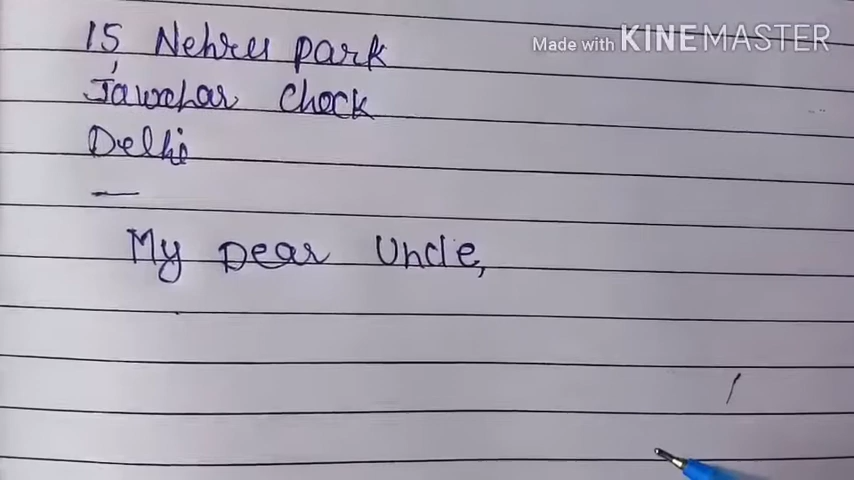 Made with KINEMASTER
15 Nehru park
Jawahar Chock
Delhi
—
My Dear Uncle,